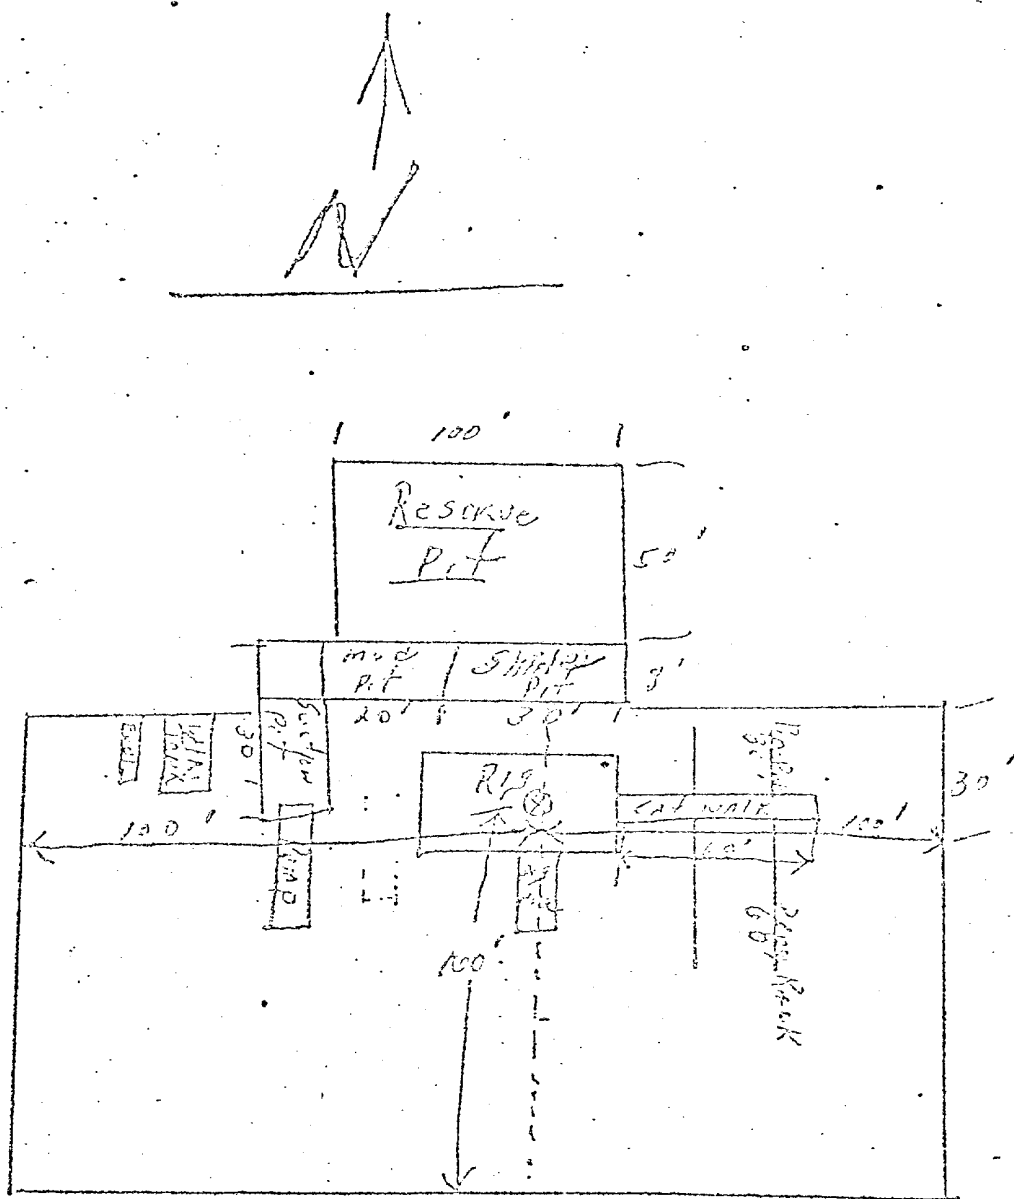 N
100'
Reserve
Pit
50'
mud
Pit
Shaker
Pit
8'
20'
30'
30'
Suction
Pit
Rig
30'
CAT WALK
100'
100'
60'
Pump
100'
Pipe Rack
60'